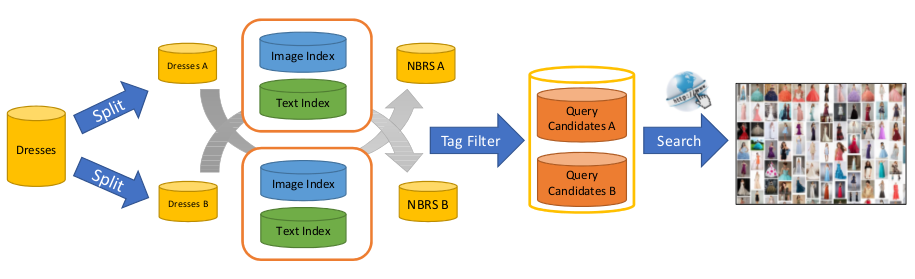 Dresses
Split
Split
Dresses A
Dresses B
Image Index
Text Index
Image Index
Text Index
NBRS A
NBRS B
Tag Filter
Query
Candidates A
Query
Candidates B
Search